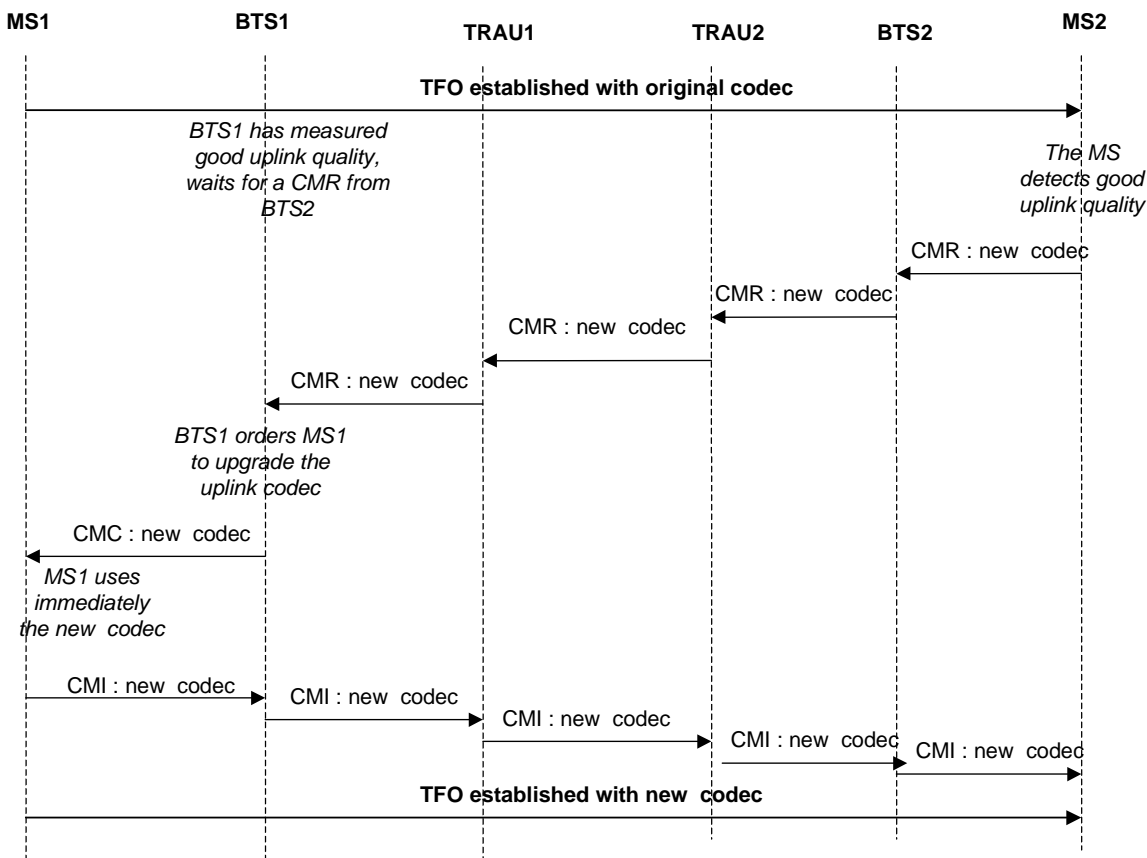 MS1
BTS1
TRAU1
TRAU2
BTS2
MS2
TFO established with original codec
BTS1 has measured
good uplink quality,
waits for a CMR from
BTS2
The MS
detects good
uplink quality
CMR : new codec
CMR : new codec
CMR : new codec
CMR : new codec
BTS1 orders MS1
to upgrade the
uplink codec
CMC : new codec
MS1 uses
immediately
the new codec
CMI : new codec
CMI : new codec
CMI : new codec
CMI : new codec
CMI : new codec
TFO established with new codec